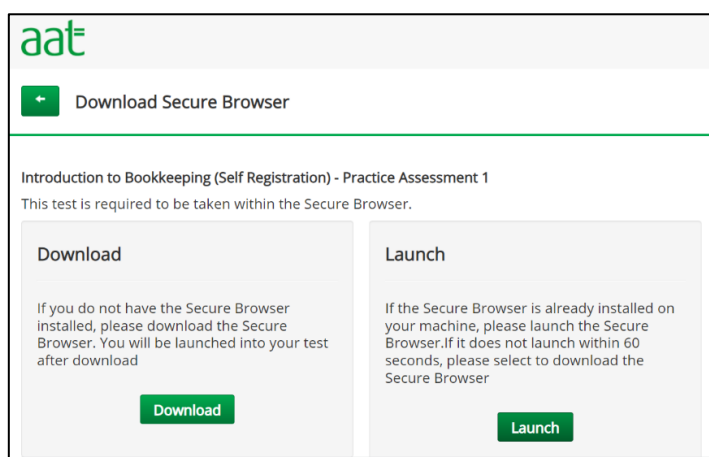 aat
Download Secure Browser
Introduction to Bookkeeping (Self Registration) - Practice Assessment 1
This test is required to be taken within the Secure Browser.
Download
If you do not have the Secure Browser
installed, please download the Secure
Browser. You will be launched into your test
after download
Download
Launch
If the Secure Browser is already installed on
your machine, please launch the Secure
Browser.If it does not launch within 60
seconds, please select to download the
Secure Browser
Launch